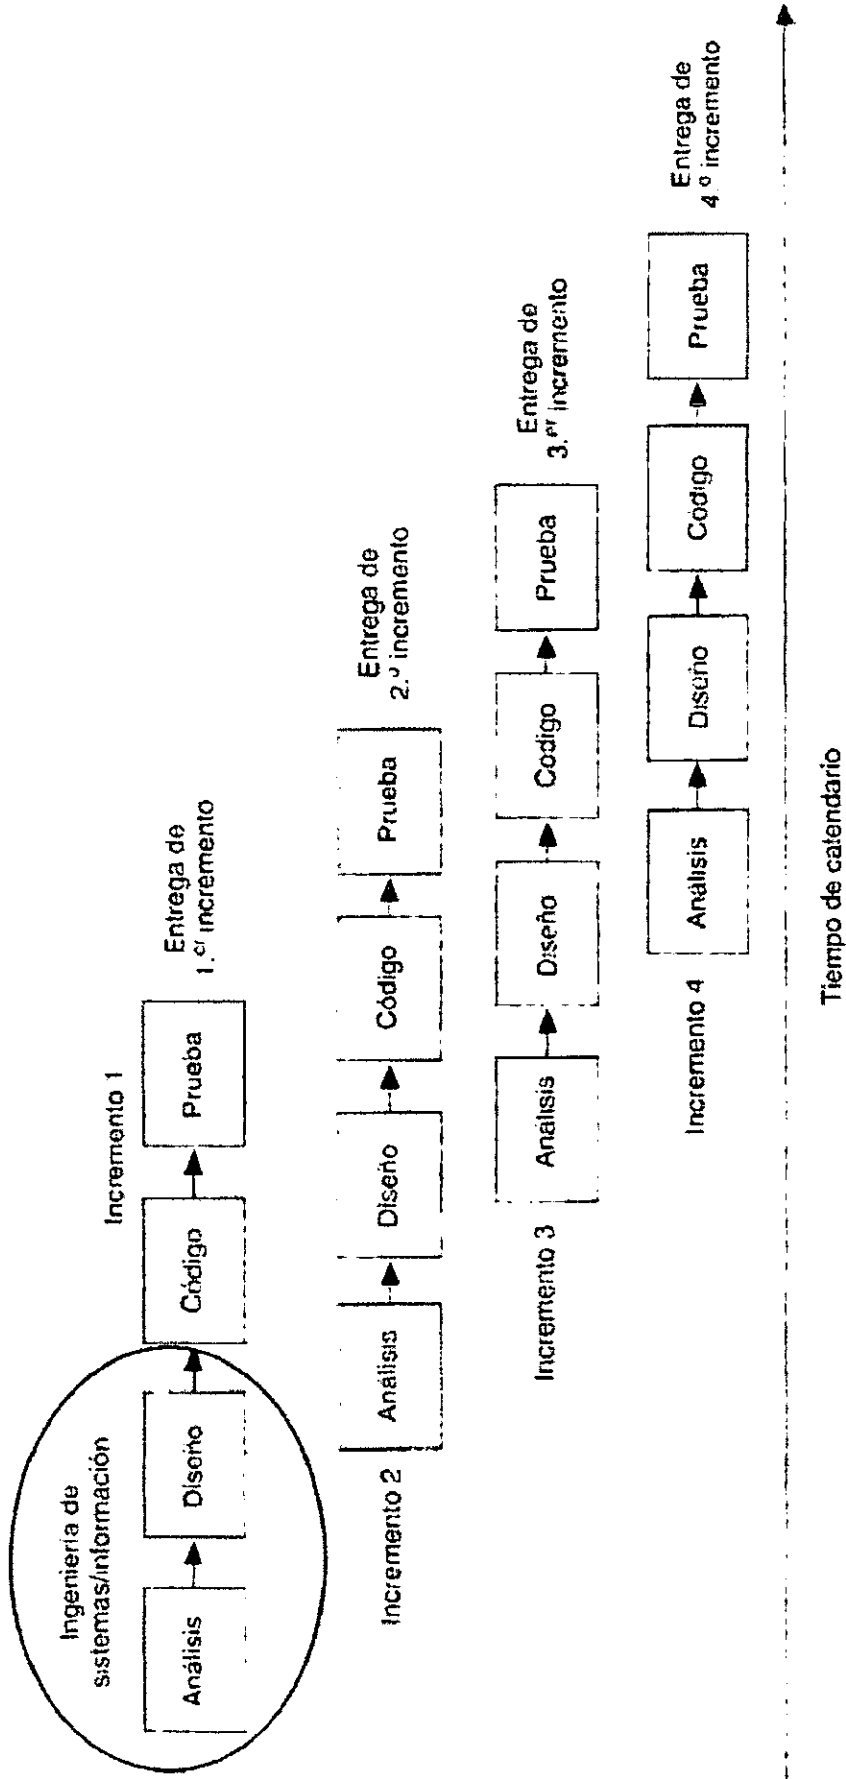 Ingeniería de
sistemas/información
Incremento 1
Análisis
Diseño
Código
Prueba
Entrega de
1.er incremento
Incremento 2
Análisis
Diseño
Código
Prueba
Entrega de
2.o incremento
Incremento 3
Análisis
Diseño
Codigo
Prueba
Entrega de
3.er incremento
Incremento 4
Análisis
Diseño
Codigo
Prueba
Entrega de
4.o incremento
Tiempo de calendario